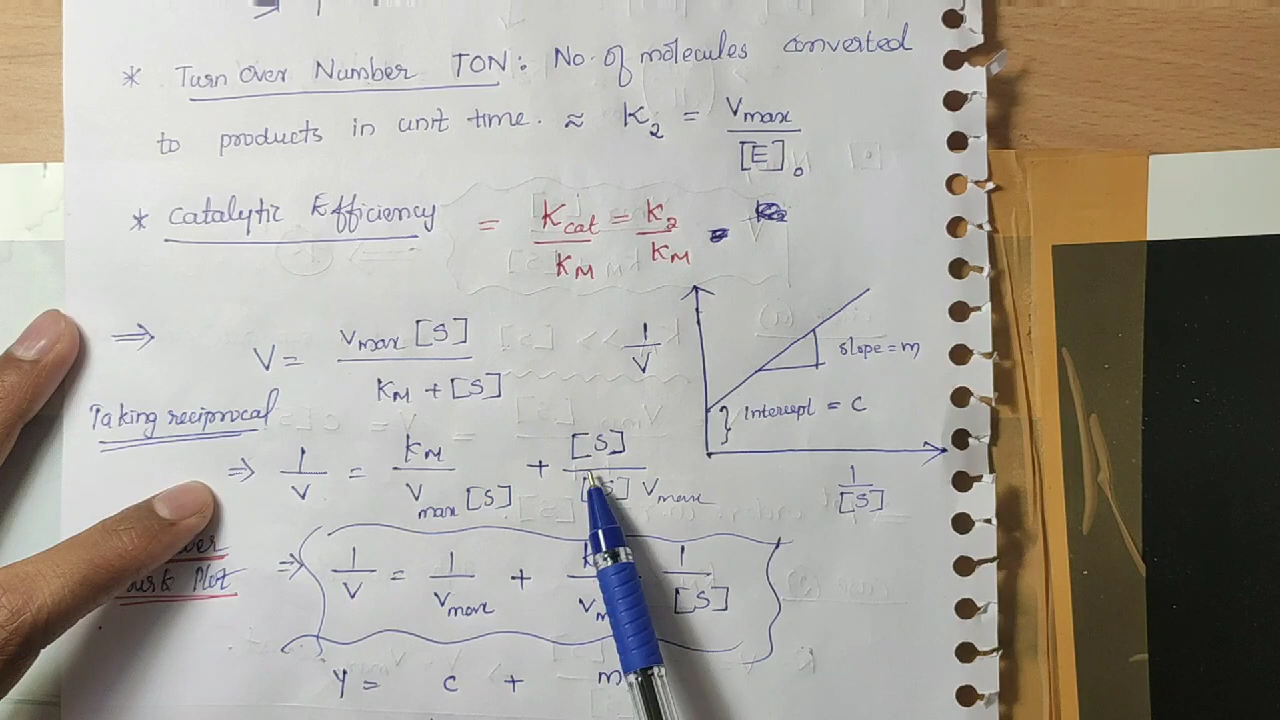 * Turn over Number TON: No. of molecules converted
to products in unit time. ≈ K₂ = Vmax / [E]₀
* Catalytic Efficiency = Kcat / KM = K₂ / KM =
⇒ V = Vmax [S] / KM + [S]
1/V
slope = m
Intercept = C
1/[S]
Taking reciprocal
⇒ 1/V = KM / Vmax [S] + [S] / [S] Vmax
Plot ⇒ 1/V = 1/Vmax + 1/[S]
Y = C + m